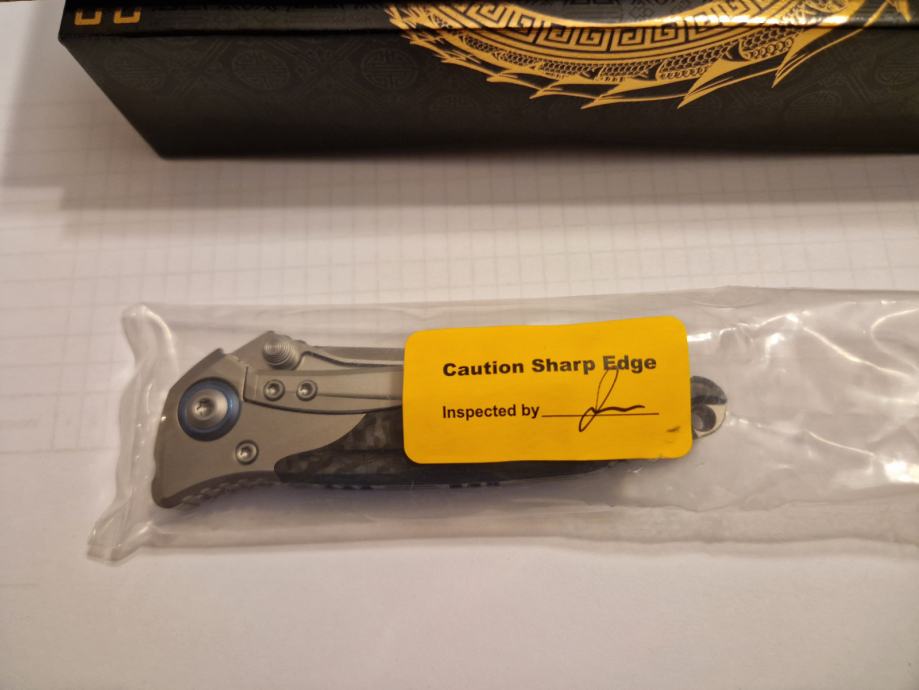 Caution Sharp Edge
Inspected by